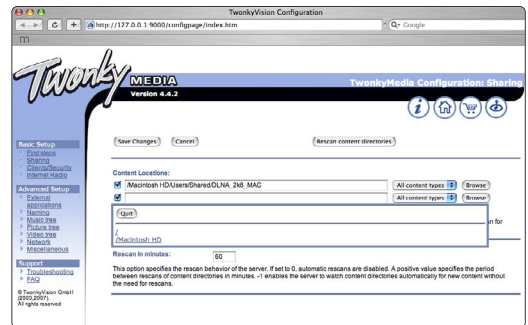 TwonkyVision Configuration
http://127.0.0.1:9000/configpage/index.htm
Google
Twonky MEDIA
Version 4.4.2
TwonkyMedia Configuration: Sharing
Save Changes Cancel Rescan content directories
Basic Setup
First steps
Sharing
Clients/Security
Internet Radio
Advanced Setup
External applications
Naming
Music tree
Picture tree
Video tree
Network
Miscellaneous
Support
Troubleshooting
FAQ
© TwonkyVision GmbH
(2003,2007).
All rights reserved
Content Locations:
/Macintosh HD/Users/Shared/DLNA_2k8_MAC All content types Browse
All content types Browse
Quit
/
/Macintosh HD
n for
Rescan in minutes: 60
This option specifies the rescan behavior of the server. If set to 0, automatic rescans are disabled. A positive value specifies the period
between rescans of content directories in minutes. -1 enables the server to watch content directories automatically for new content without
the need for rescans.